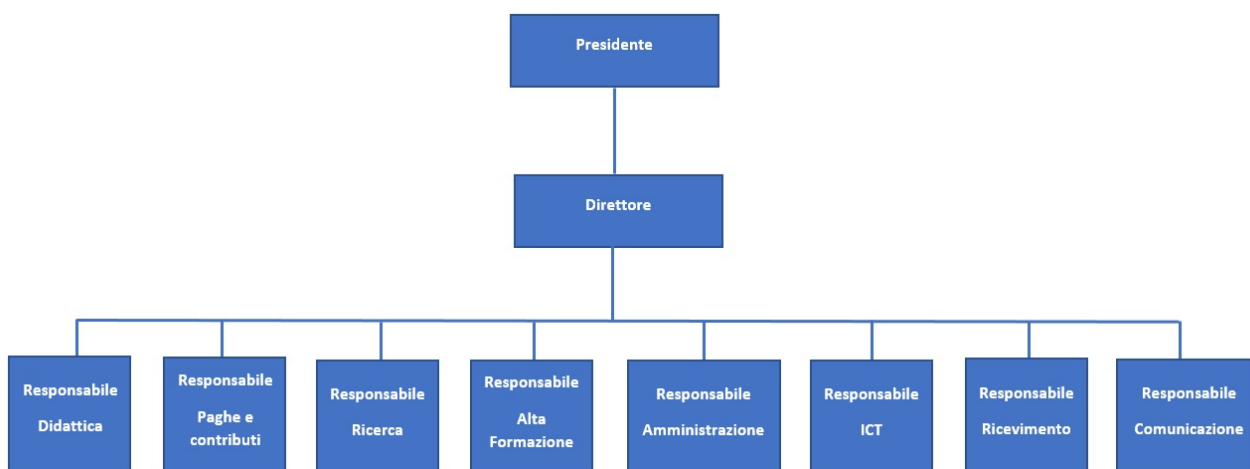 Presidente
Direttore
Responsabile
Didattica
Responsabile
Paghe e
contributi
Responsabile
Ricerca
Responsabile
Alta
Formazione
Responsabile
Amministrazione
Responsabile
ICT
Responsabile
Ricevimento
Responsabile
Comunicazione